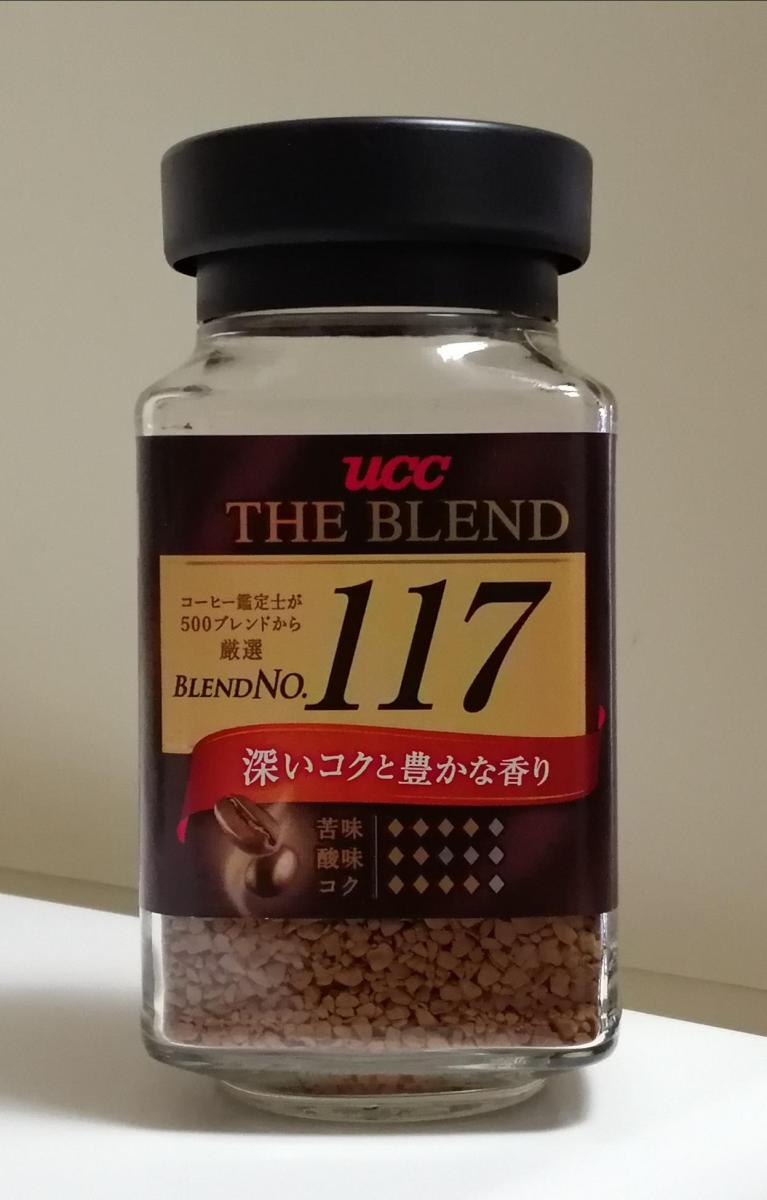 UCC
THE BLEND
コーヒー鑑定士が
500ブレンドから
厳選
BLEND NO.
117
深いコクと豊かな香り
苦味
酸味
コク